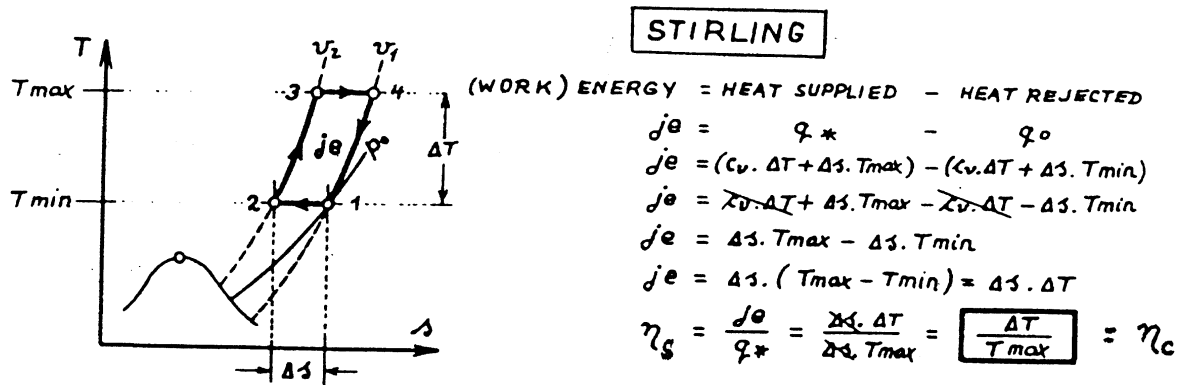 STIRLING
T
v₂ v₁
Tmax 3 4
je p° ΔT
Tmin 2 1
s
Δs
(WORK) ENERGY = HEAT SUPPLIED - HEAT REJECTED
je = q* - q₀
je = (cv.ΔT + Δs.Tmax) - (cv.ΔT + Δs.Tmin)
je = cv.ΔT + Δs.Tmax - cv.ΔT - Δs.Tmin
je = Δs.Tmax - Δs.Tmin
je = Δs.(Tmax - Tmin) = Δs.ΔT
ηs = je/q* = Δs.ΔT/Δs.Tmax = ΔT/Tmax = ηc